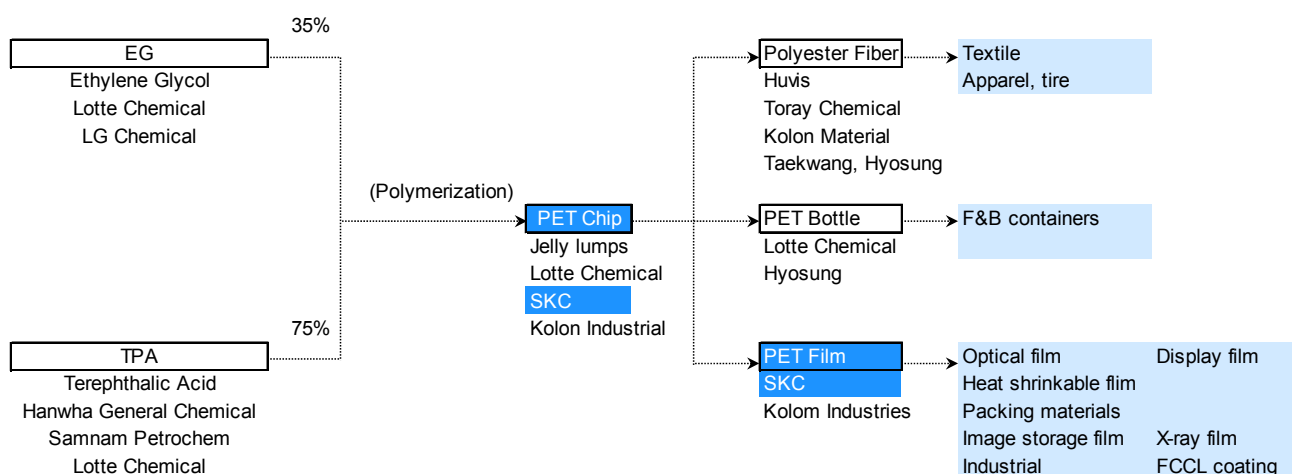 35%
EG
Ethylene Glycol
Lotte Chemical
LG Chemical
75%
TPA
Terephthalic Acid
Hanwha General Chemical
Samnam Petrochem
Lotte Chemical
(Polymerization)
PET Chip
Jelly lumps
Lotte Chemical
SKC
Kolon Industrial
Polyester Fiber
Huvis
Toray Chemical
Kolon Material
Taekwang, Hyosung
Textile
Apparel, tire
PET Bottle
Lotte Chemical
Hyosung
F&B containers
PET Film
SKC
Kolom Industries
Optical film Display film
Heat shrinkable flim
Packing materials
Image storage film X-ray film
Industrial FCCL coating